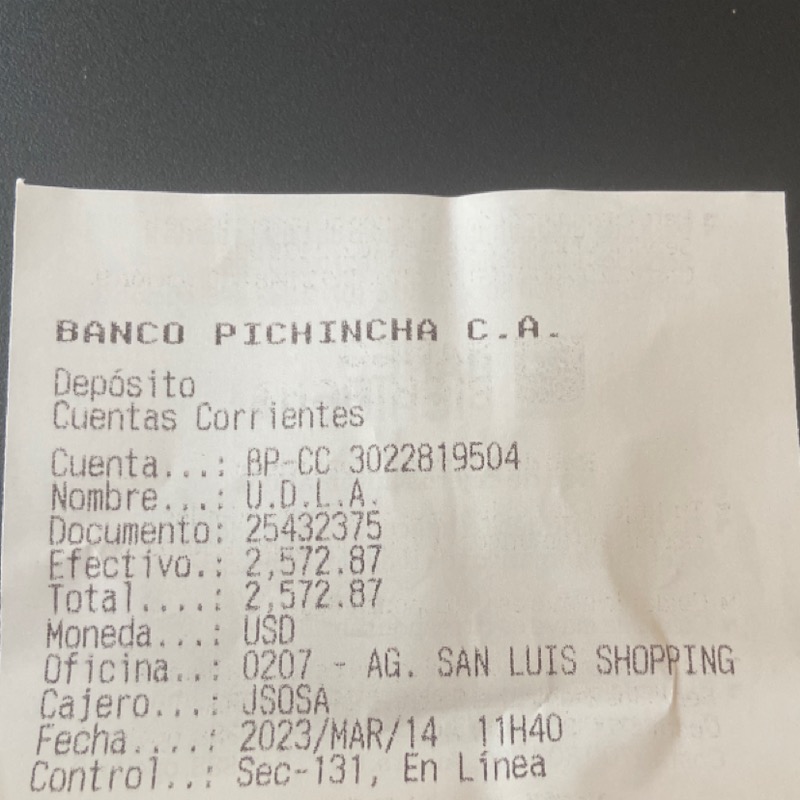 BANCO PICHINCHA C.A.
Depósito
Cuentas Corrientes
Cuenta...: BP-CC 3022819504
Nombre...: U.D.L.A.
Documento: 25432375
Efectivo.: 2,572.87
Total....: 2,572.87
Moneda...: USD
Oficina..: 0207 - AG. SAN LUIS SHOPPING
Cajero...: JSOSA
Fecha....: 2023/MAR/14 11H40
Control..: Sec-131, En Línea